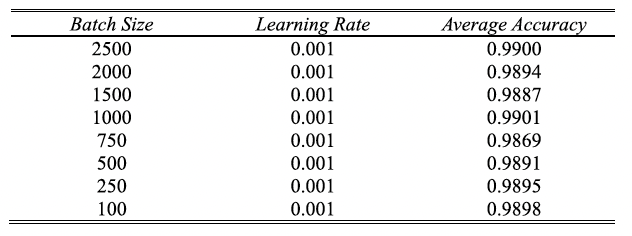 Batch Size Learning Rate Average Accuracy
2500 0.001 0.9900
2000 0.001 0.9894
1500 0.001 0.9887
1000 0.001 0.9901
750 0.001 0.9869
500 0.001 0.9891
250 0.001 0.9895
100 0.001 0.9898